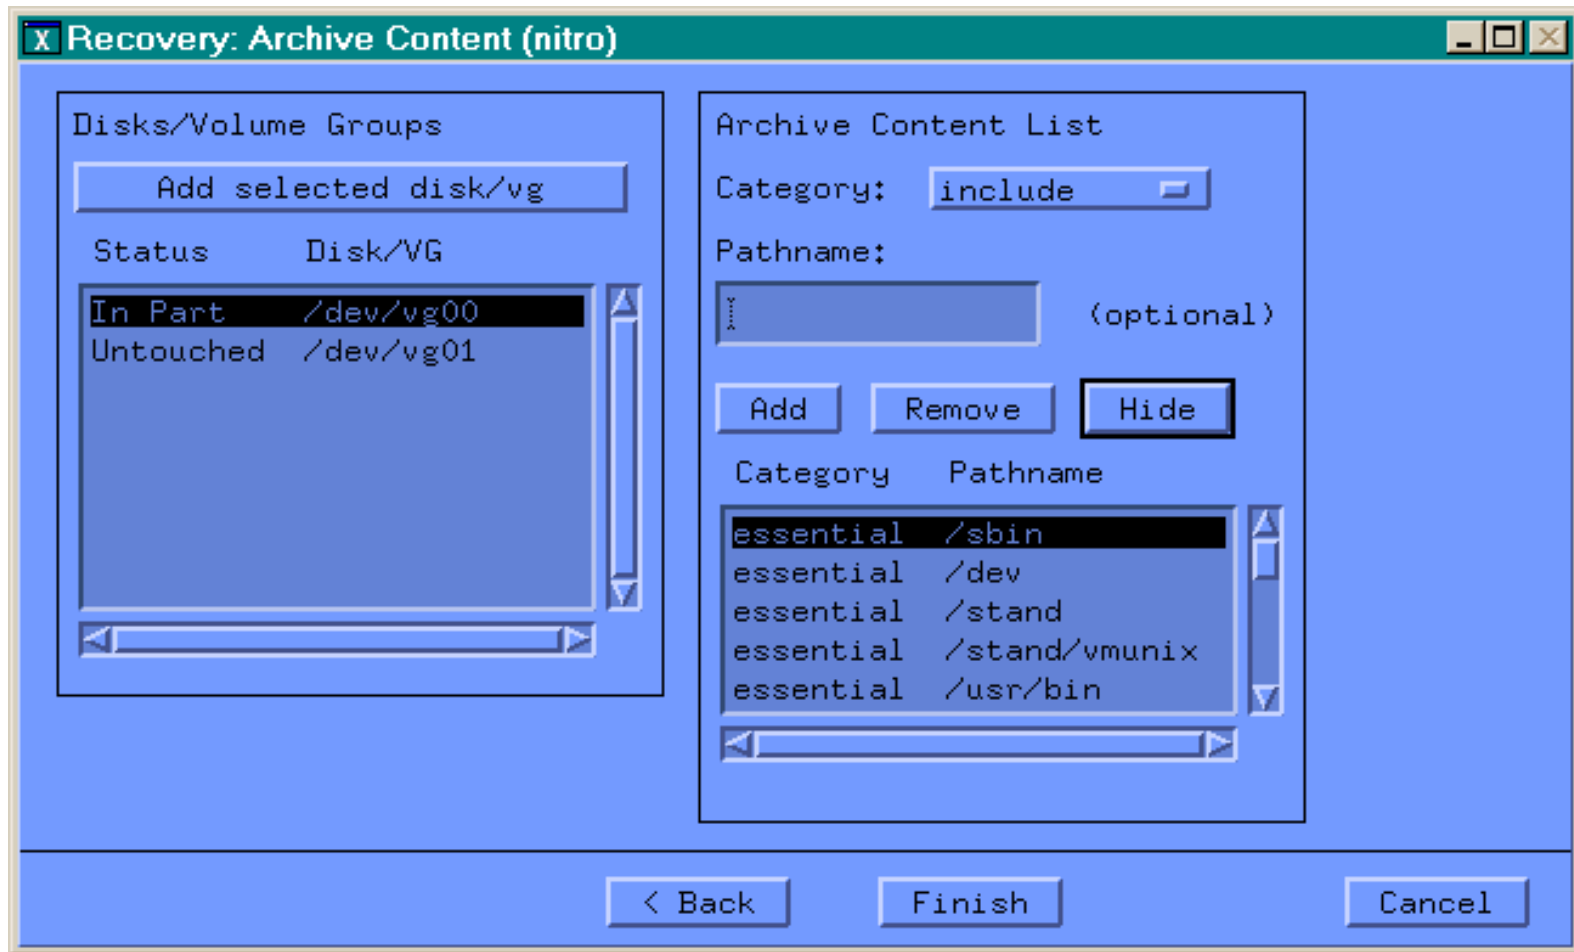 X Recovery: Archive Content (nitro)
Disks/Volume Groups
Add selected disk/vg
Status Disk/VG
In Part /dev/vg00
Untouched /dev/vg01
Archive Content List
Category: include
Pathname:
(optional)
Add Remove Hide
Category Pathname
essential /sbin
essential /dev
essential /stand
essential /stand/vmunix
essential /usr/bin
< Back Finish Cancel